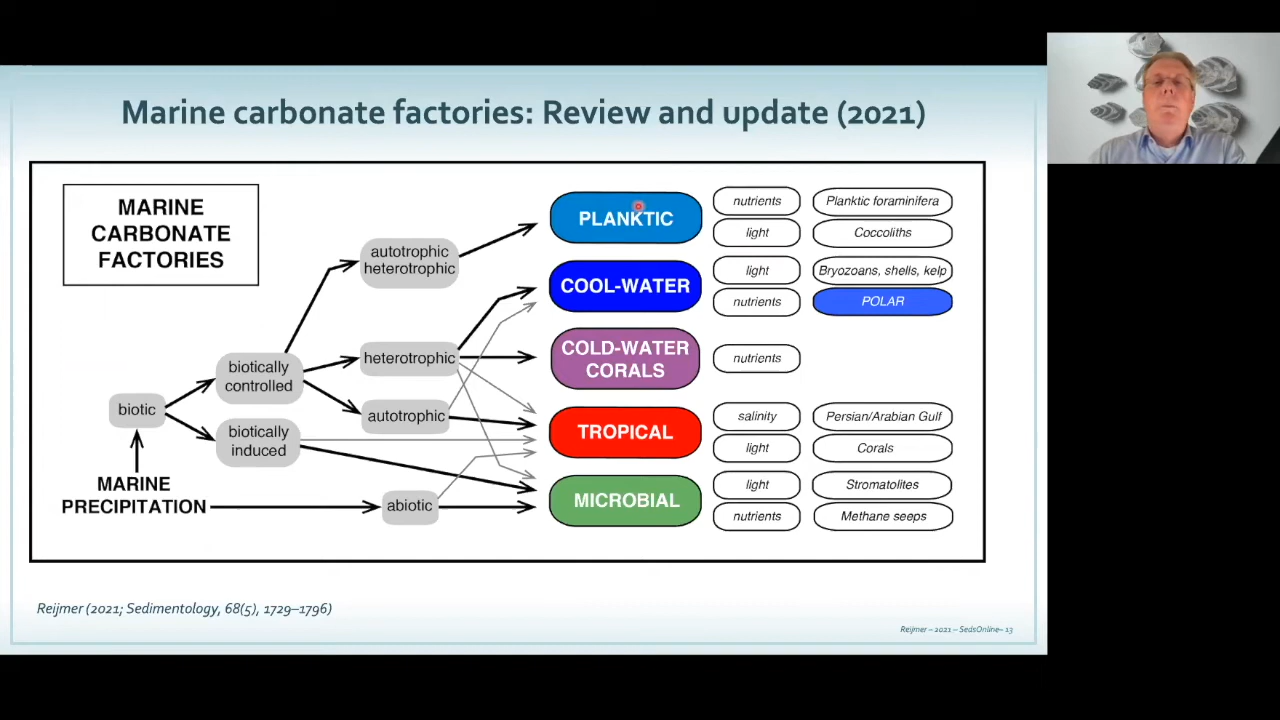 Marine carbonate factories: Review and update (2021)
MARINE
CARBONATE
FACTORIES
autotrophic
heterotrophic
PLANKTIC
nutrients
Planktic foraminifera
light
Coccoliths
COOL-WATER
light
Bryozoans, shells, kelp
nutrients
POLAR
biotically
controlled
heterotrophic
COLD-WATER
CORALS
nutrients
biotic
autotrophic
TROPICAL
salinity
Persian/Arabian Gulf
light
Corals
biotically
induced
MARINE
PRECIPITATION
abiotic
MICROBIAL
light
Stromatolites
nutrients
Methane seeps
Reijmer (2021; Sedimentology, 68(5), 1729–1796)
Reijmer – 2021 – SedsOnline– 13